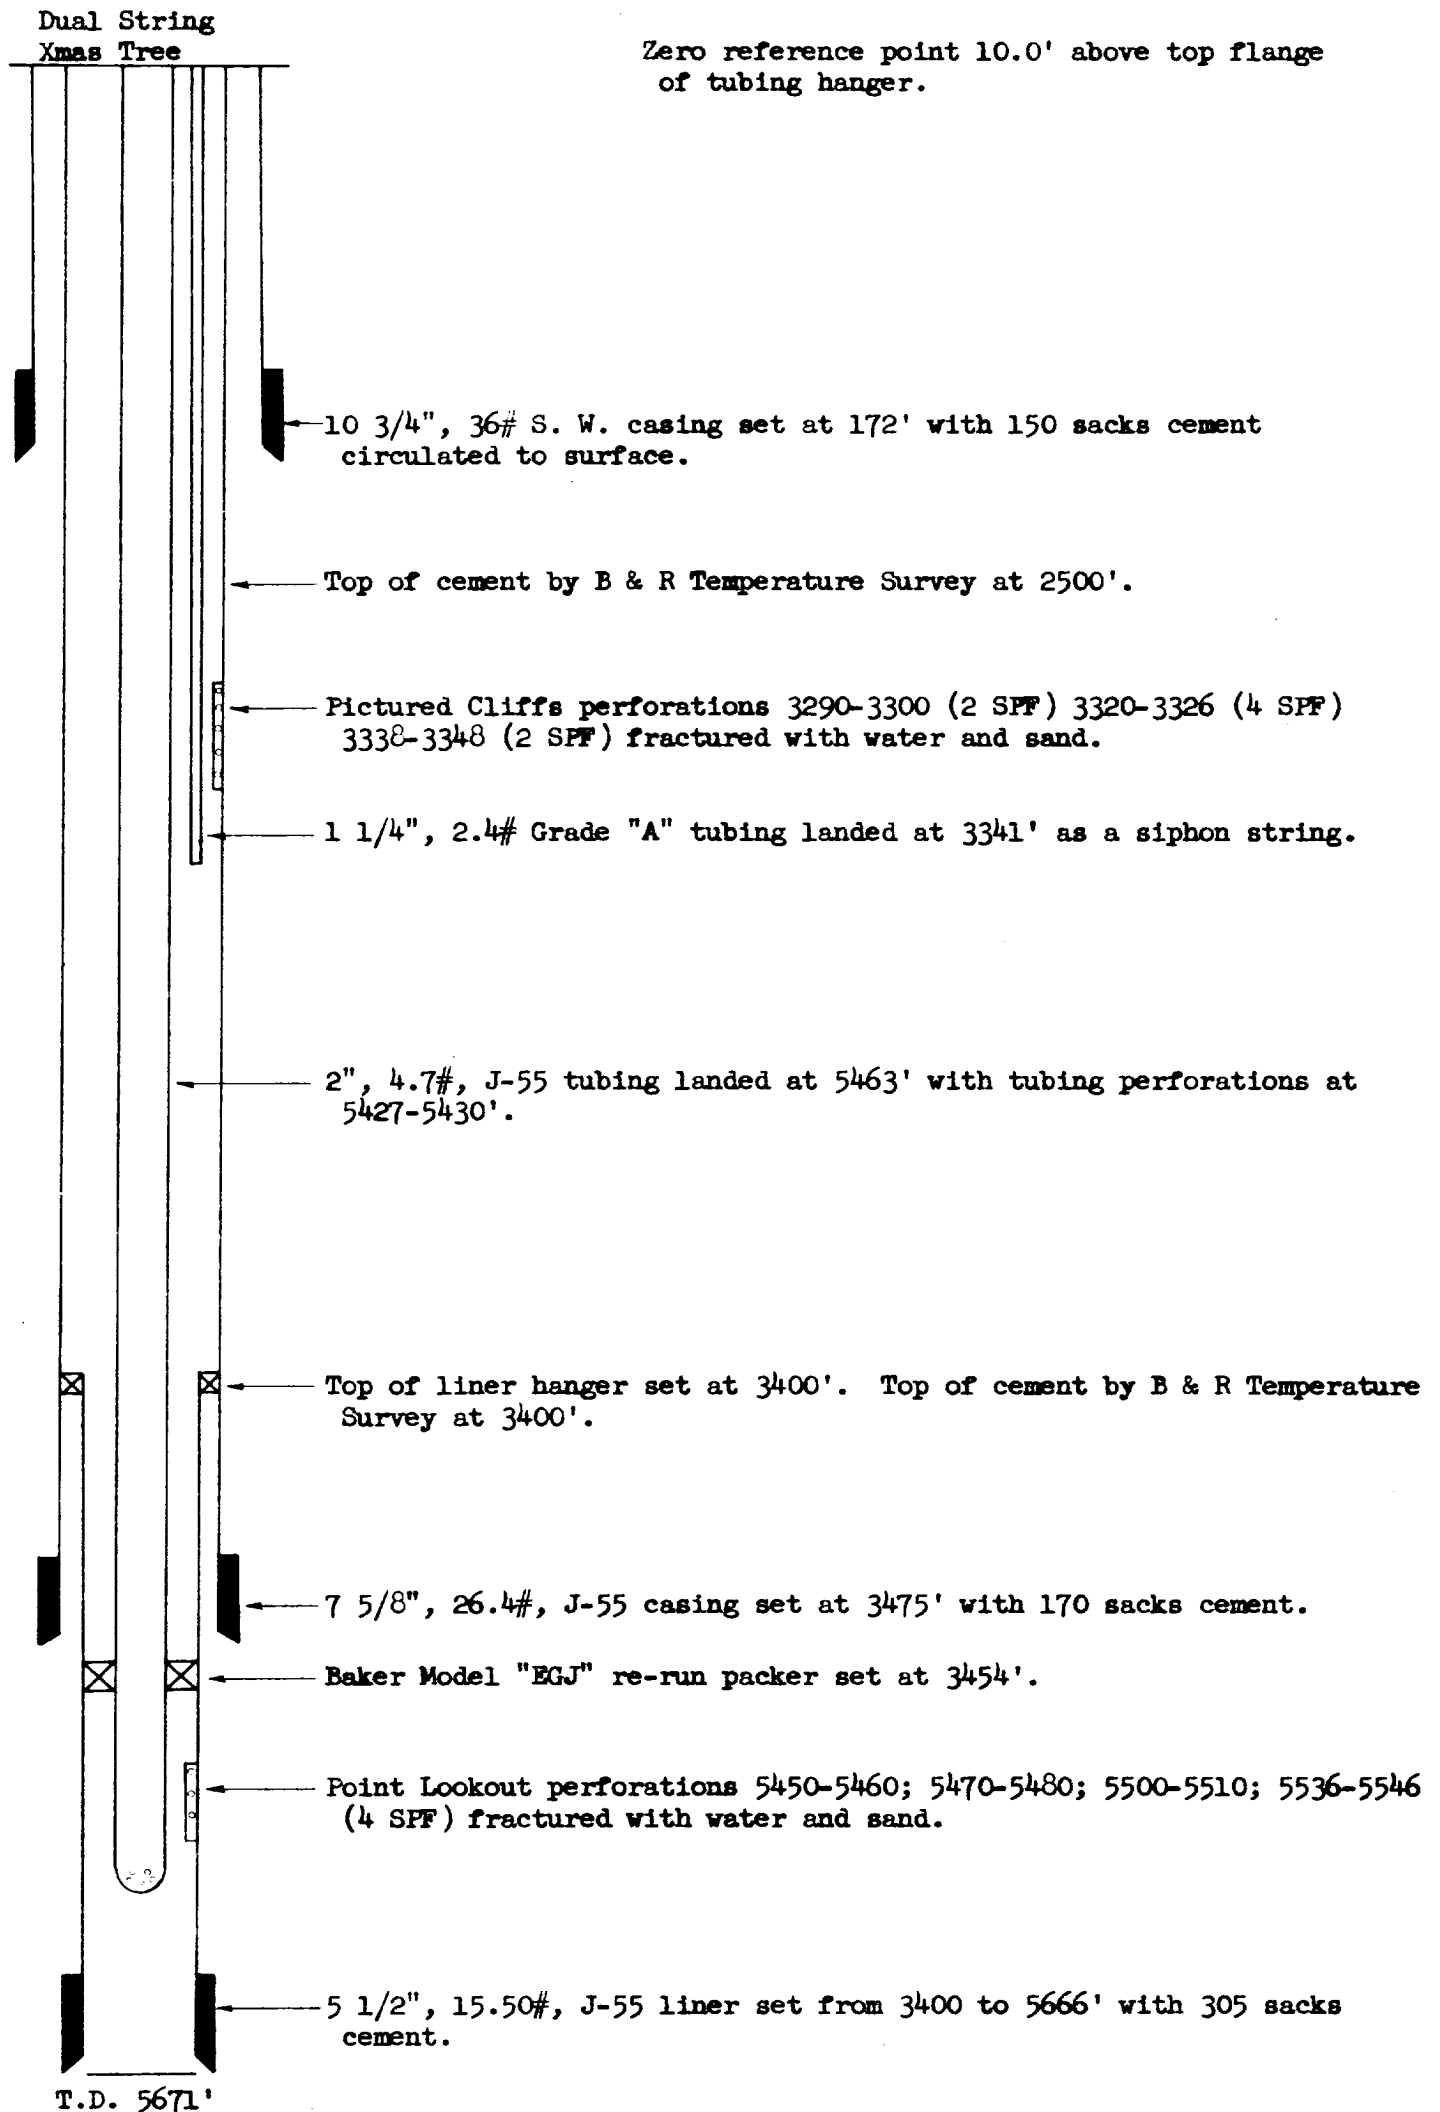 Dual String
Xmas Tree
Zero reference point 10.0' above top flange
of tubing hanger.
10 3/4", 36# S. W. casing set at 172' with 150 sacks cement
circulated to surface.
Top of cement by B & R Temperature Survey at 2500'.
Pictured Cliffs perforations 3290-3300 (2 SPF) 3320-3326 (4 SPF)
3338-3348 (2 SPF) fractured with water and sand.
1 1/4", 2.4# Grade "A" tubing landed at 3341' as a siphon string.
2", 4.7#, J-55 tubing landed at 5463' with tubing perforations at
5427-5430'.
Top of liner hanger set at 3400'. Top of cement by B & R Temperature
Survey at 3400'.
7 5/8", 26.4#, J-55 casing set at 3475' with 170 sacks cement.
Baker Model "EGJ" re-run packer set at 3454'.
Point Lookout perforations 5450-5460; 5470-5480; 5500-5510; 5536-5546
(4 SPF) fractured with water and sand.
5 1/2", 15.50#, J-55 liner set from 3400 to 5666' with 305 sacks
cement.
T.D. 5671'